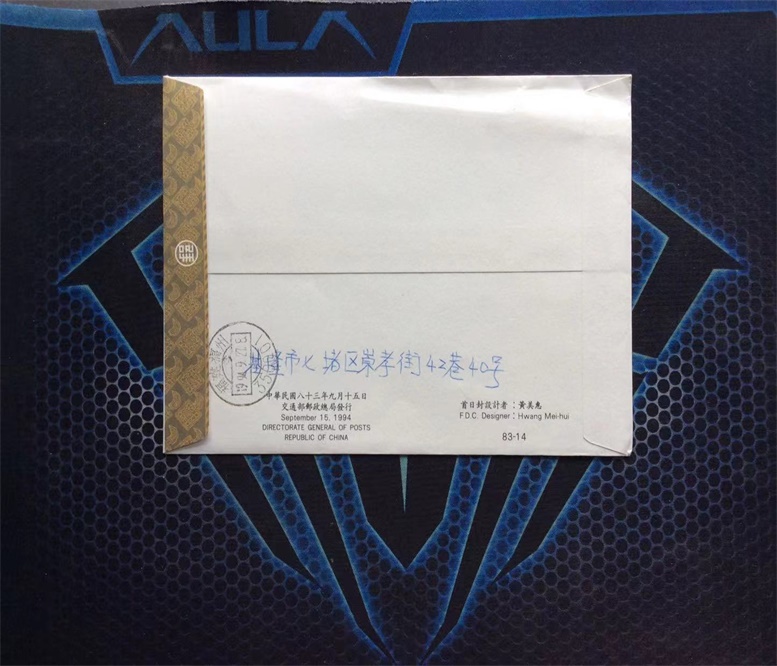 AULA
基隆市七堵区崇孝街42巷40号
中華民國八十三年九月十五日
交通部郵政總局發行
September 15, 1994
DIRECTORATE GENERAL OF POSTS
REPUBLIC OF CHINA
首日封設計者：黃美惠
F.D.C. Designer：Hwang Mei-hui
83-14